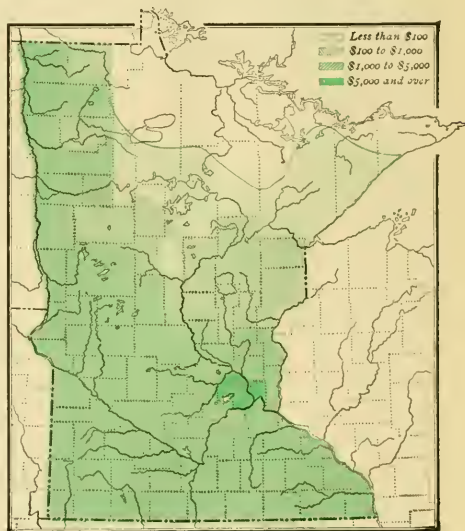 Less than $100
$100 to $1,000
$1,000 to $5,000
$5,000 and over